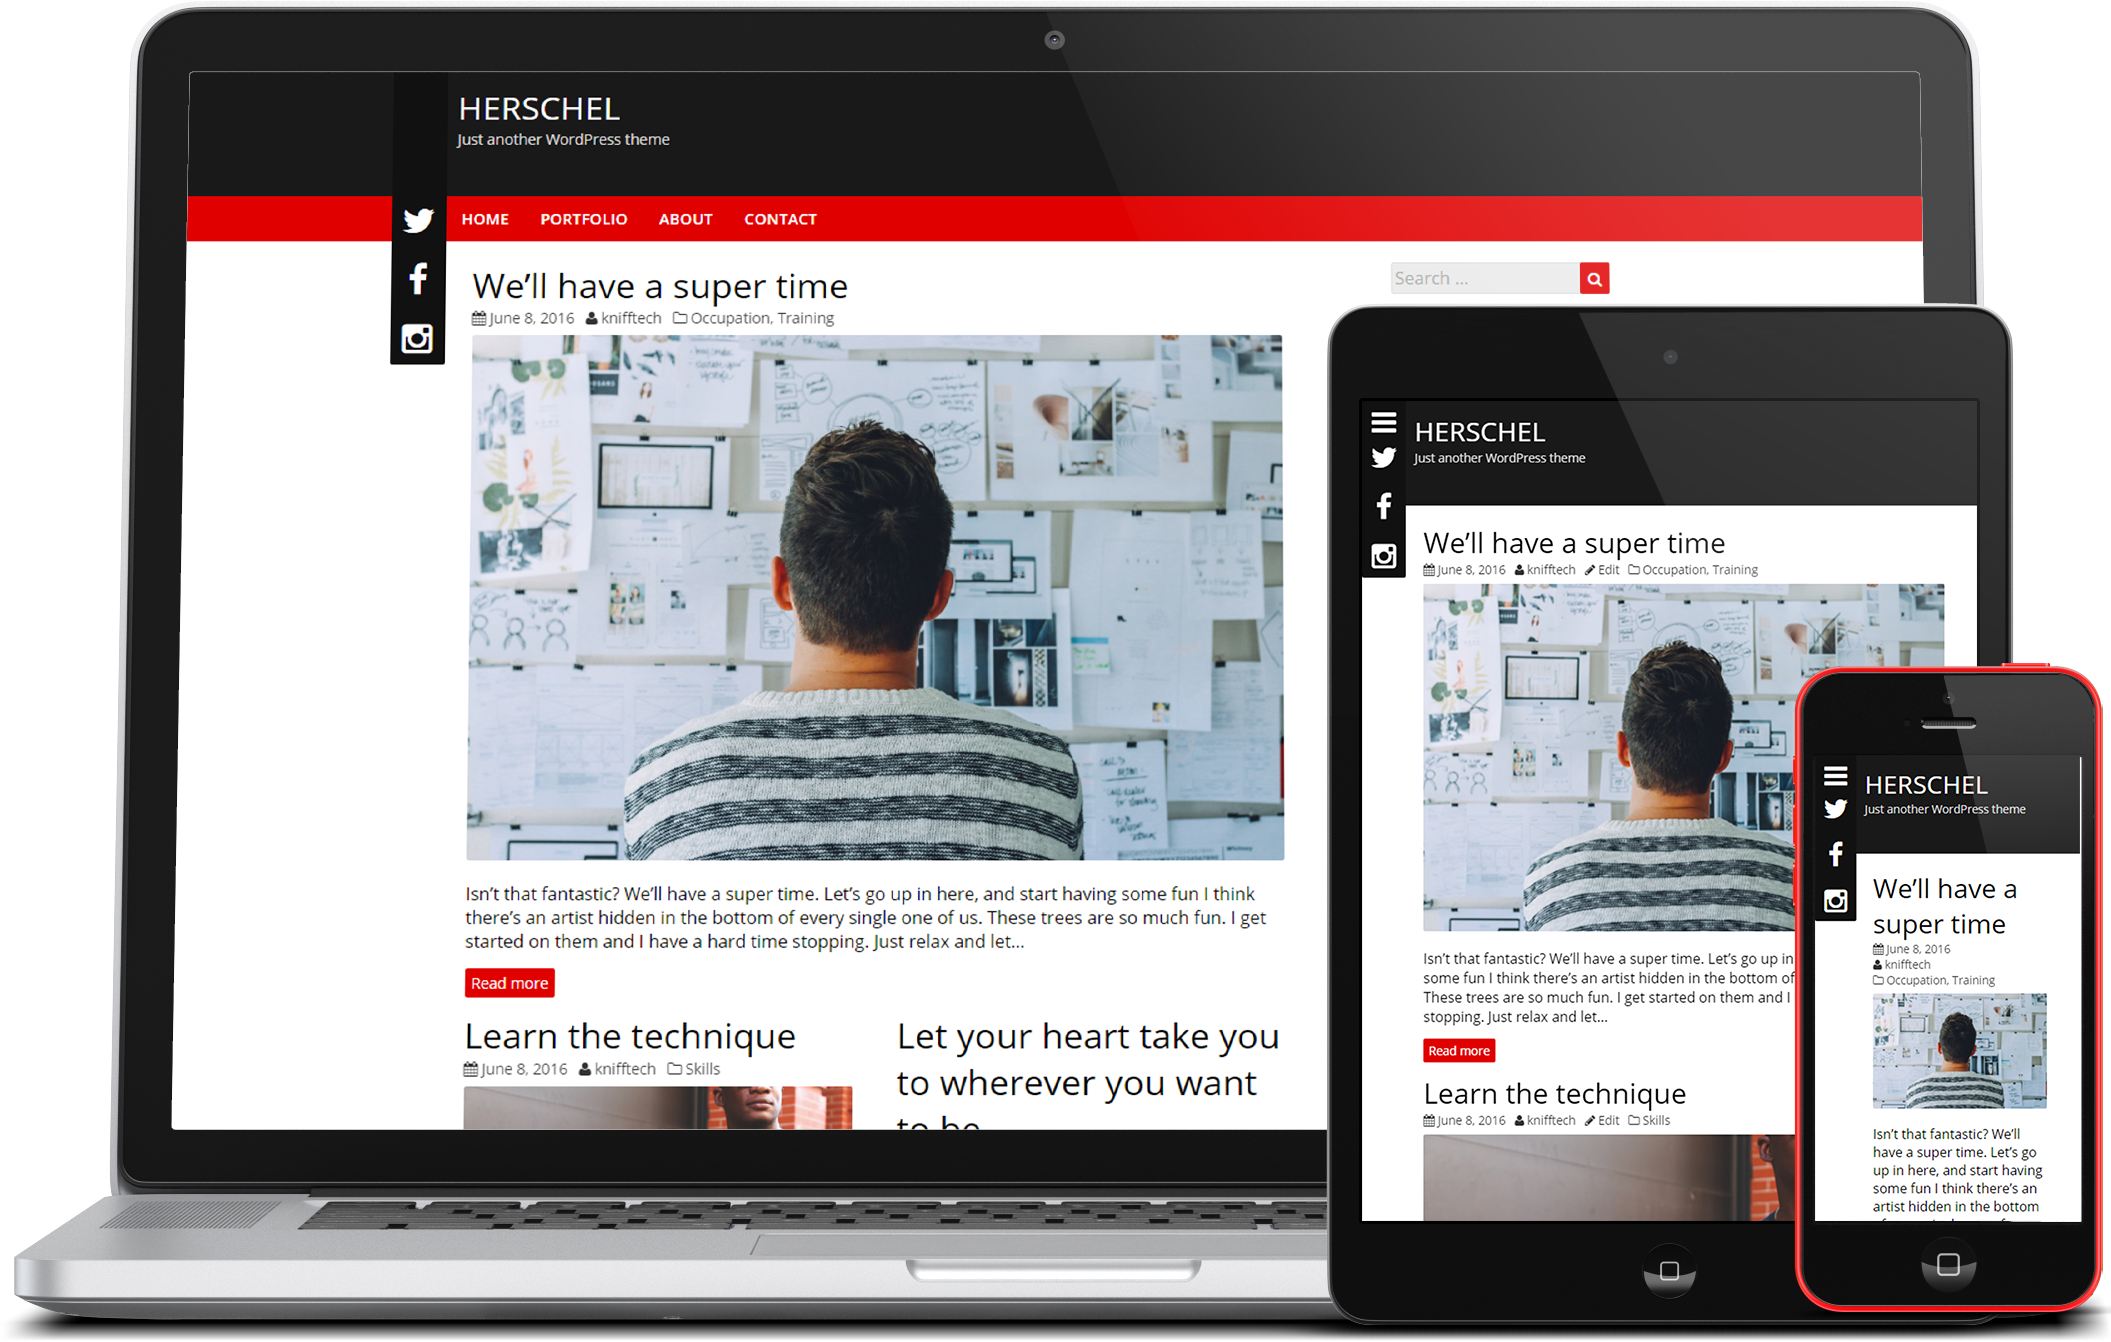 HERSCHEL
Just another WordPress theme
HOME PORTFOLIO ABOUT CONTACT
We'll have a super time
June 8, 2016 knifftech Occupation, Training
Search ...
Isn't that fantastic? We'll have a super time. Let's go up in here, and start having some fun I think
there's an artist hidden in the bottom of every single one of us. These trees are so much fun. I get
started on them and I have a hard time stopping. Just relax and let...
Read more
Learn the technique
June 8, 2016 knifftech Skills
Let your heart take you
to wherever you want
to be
HERSCHEL
Just another WordPress theme
We'll have a super time
June 8, 2016 knifftech Edit Occupation, Training
Isn't that fantastic? We'll have a super time. Let's go up in
some fun I think there's an artist hidden in the bottom of
These trees are so much fun. I get started on them and I
stopping. Just relax and let...
Read more
Learn the technique
June 8, 2016 knifftech Edit Skills
HERSCHEL
Just another WordPress theme
We'll have a
super time
June 8, 2016
knifftech
Occupation, Training
Isn't that fantastic? We'll
have a super time. Let's go
up in here, and start having
some fun I think there's an
artist hidden in the bottom